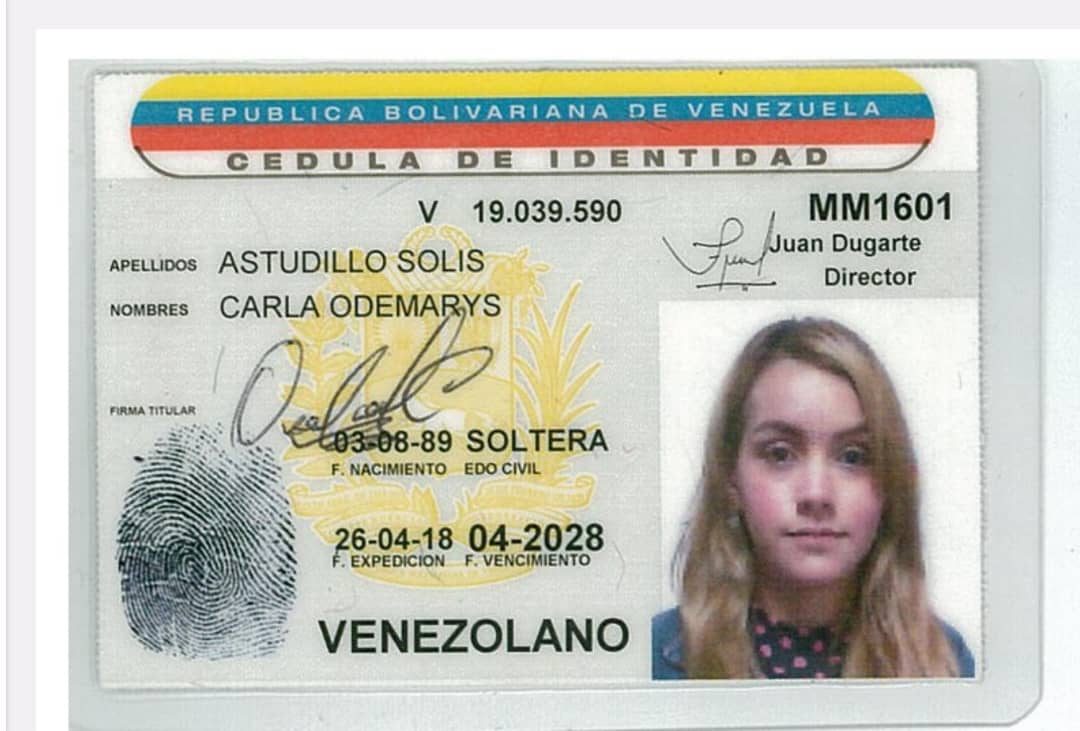 REPUBLICA BOLIVARIANA DE VENEZUELA
CEDULA DE IDENTIDAD
V 19.039.590
MM1601
Juan Dugarte
Director
APELLIDOS ASTUDILLO SOLIS
NOMBRES CARLA ODEMARYS
FIRMA TITULAR
03-08-89 SOLTERA
F. NACIMIENTO EDO CIVIL
26-04-18 04-2028
F. EXPEDICION F. VENCIMIENTO
VENEZOLANO